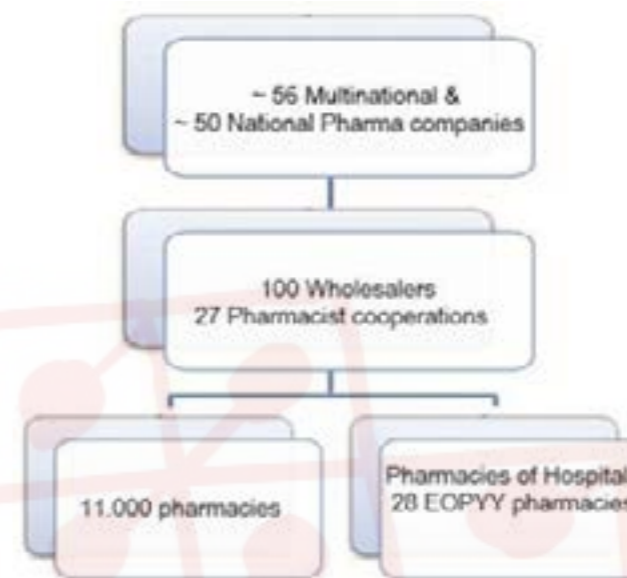 ~ 56 Multinational &
~ 50 National Pharma companies
100 Wholesalers
27 Pharmacist cooperations
11.000 pharmacies
Pharmacies of Hospital
28 EOPYY pharmacies